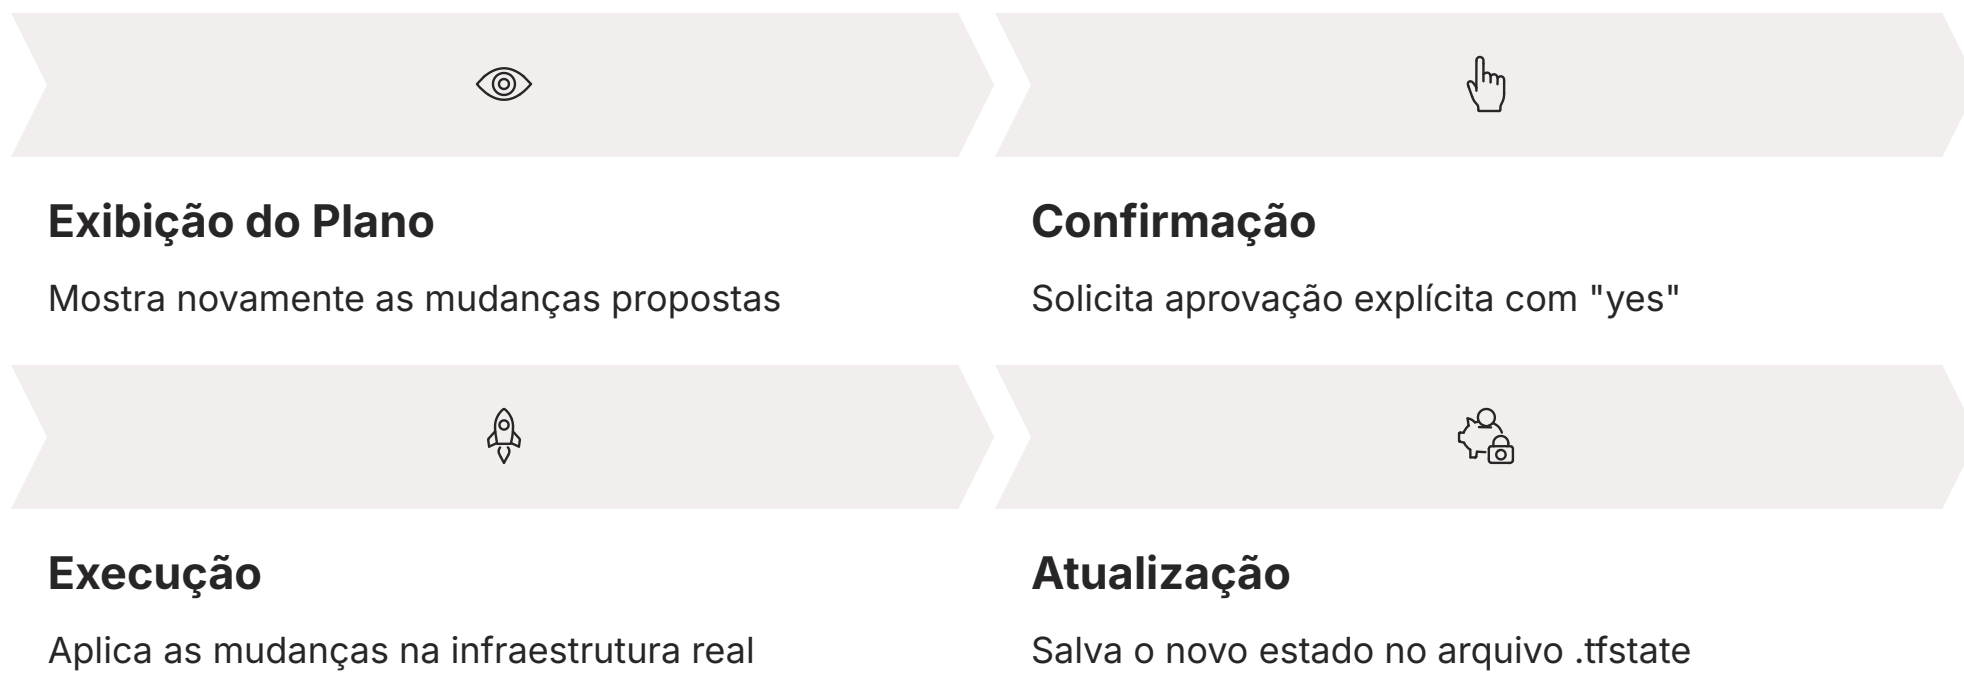 Exibição do Plano
Mostra novamente as mudanças propostas
Confirmação
Solicita aprovação explícita com "yes"
Execução
Aplica as mudanças na infraestrutura real
Atualização
Salva o novo estado no arquivo .tfstate